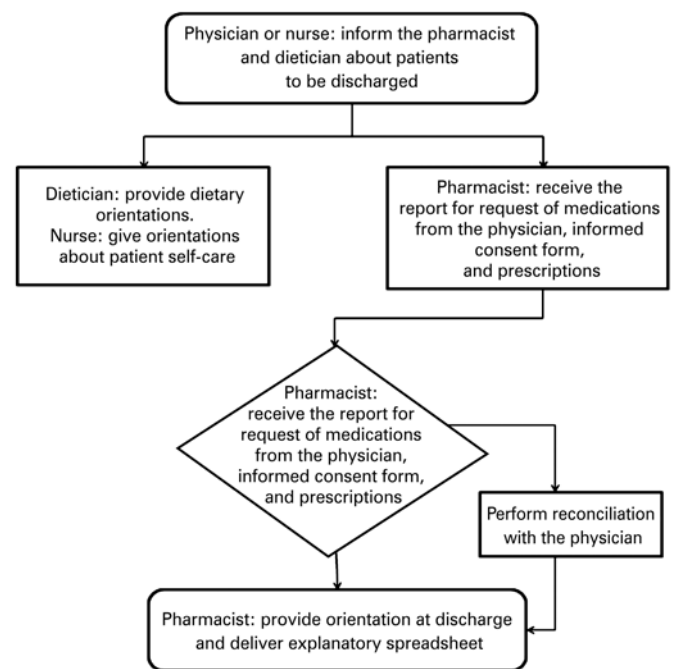 Physician or nurse: inform the pharmacist
and dietician about patients
to be discharged
Dietician: provide dietary
orientations.
Nurse: give orientations
about patient self-care
Pharmacist: receive the
report for request of medications
from the physician, informed
consent form,
and prescriptions
Pharmacist:
receive the report for
request of medications
from the physician,
informed consent form,
and prescriptions
Perform reconciliation
with the physician
Pharmacist: provide orientation at discharge
and deliver explanatory spreadsheet